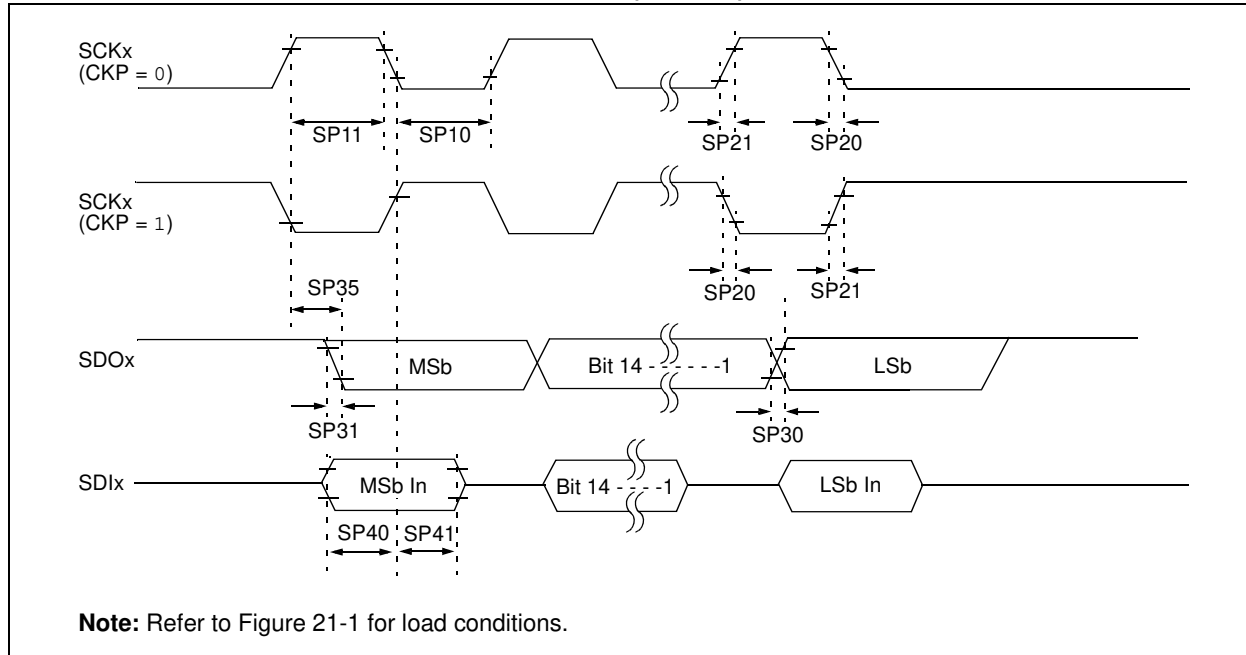 SCKx
(CKP = 0)
SP11
SP10
SP21
SP20
SCKx
(CKP = 1)
SP35
SP20
SP21
SDOx
MSb
Bit 14 - - - - - - -1
LSb
SP31
SP30
SDIx
MSb In
Bit 14 - - - -1
LSb In
SP40
SP41
Note: Refer to Figure 21-1 for load conditions.